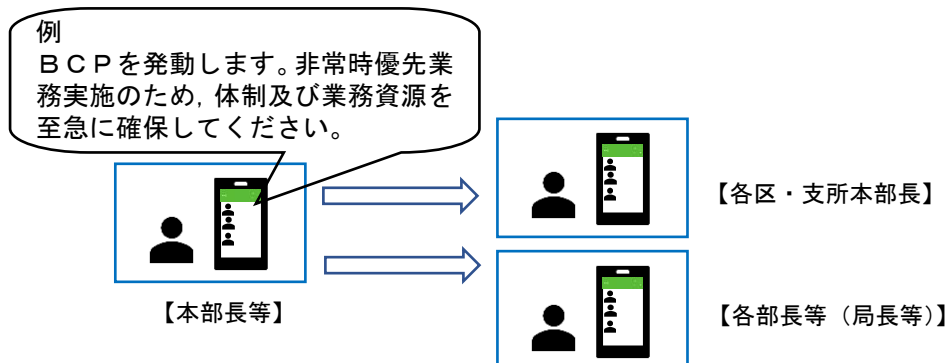 例
ＢＣＰを発動します。非常時優先業
務実施のため，体制及び業務資源を
至急に確保してください。
【各区・支所本部長】
【本部長等】
【各部長等（局長等）】